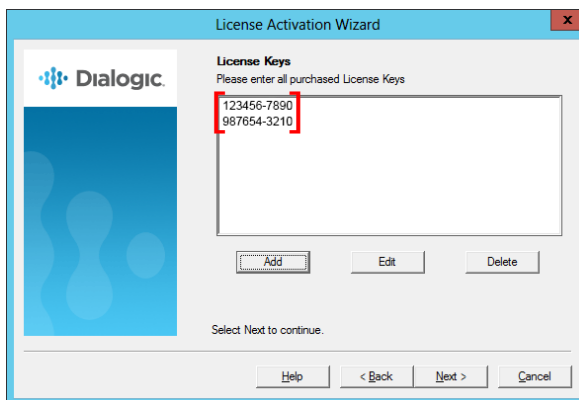 License Activation Wizard
x
Dialogic.
License Keys
Please enter all purchased License Keys
123456-7890
987654-3210
Add Edit Delete
Select Next to continue.
Help < Back Next > Cancel